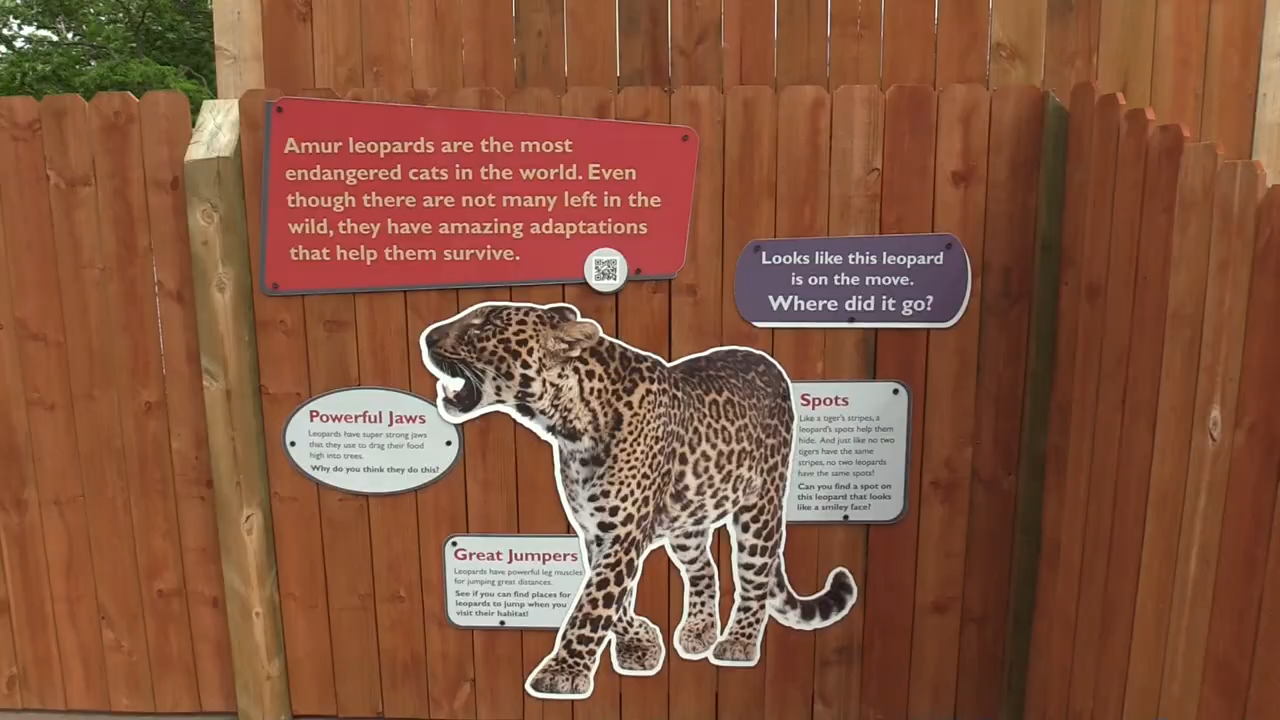 Amur leopards are the most
endangered cats in the world. Even
though there are not many left in the
wild, they have amazing adaptations
that help them survive.
Looks like this leopard
is on the move.
Where did it go?
Powerful Jaws
Leopards have super strong jaws
that they use to drag their food
high into trees.
Why do you think they do this?
Spots
Like a tiger's stripes, a
leopard's spots help them
hide. And just like no two
tigers have the same
stripes, no two leopards
have the same spots!
Can you find a spot on
this leopard that looks
like a smiley face?
Great Jumpers
Leopards have powerful leg muscles
for jumping great distances.
See if you can find places for
leopards to jump when you
visit their habitat!